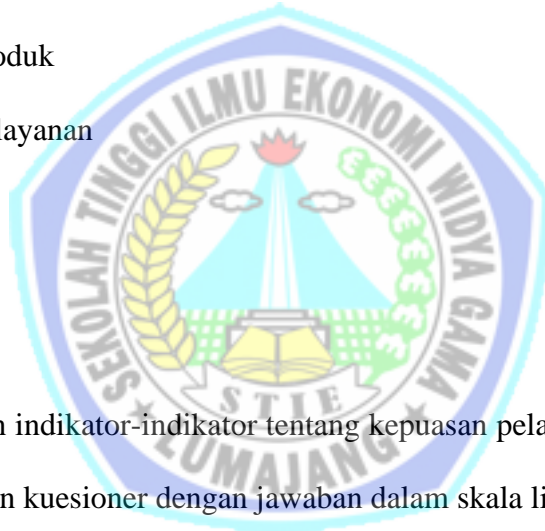 oduk
layanan
SEKOLAH TINGGI ILMU EKONOMI WIDYA GAMA
STIE
LUMAJANG
n indikator-indikator tentang kepuasan pela
n kuesioner dengan jawaban dalam skala li